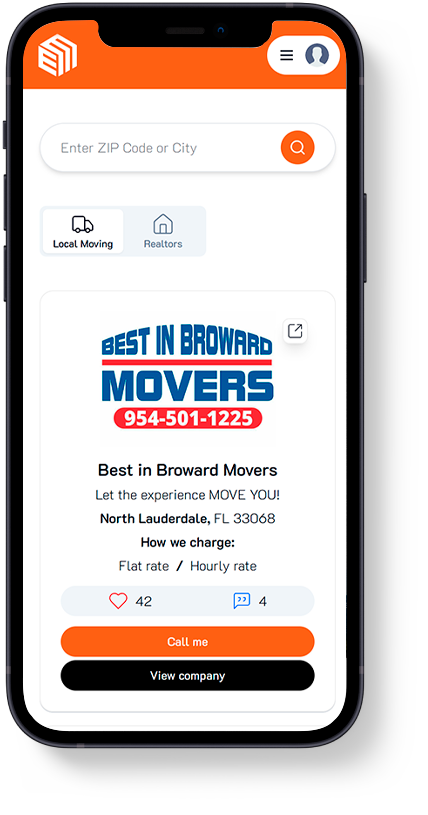 Enter ZIP Code or City
Local Moving
Realtors
BEST IN BROWARD
MOVERS
954-501-1225
Best in Broward Movers
Let the experience MOVE YOU!
North Lauderdale, FL 33068
How we charge:
Flat rate / Hourly rate
42
4
Call me
View company